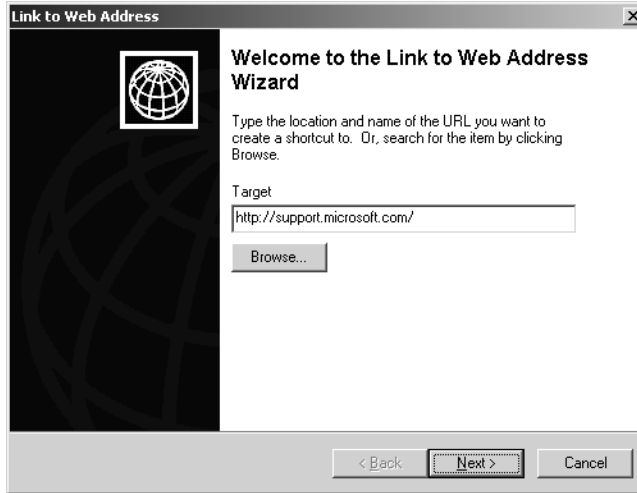 Link to Web Address
Welcome to the Link to Web Address
Wizard
Type the location and name of the URL you want to
create a shortcut to.  Or, search for the item by clicking
Browse.
Target
http://support.microsoft.com/
Browse...
< Back
Next >
Cancel